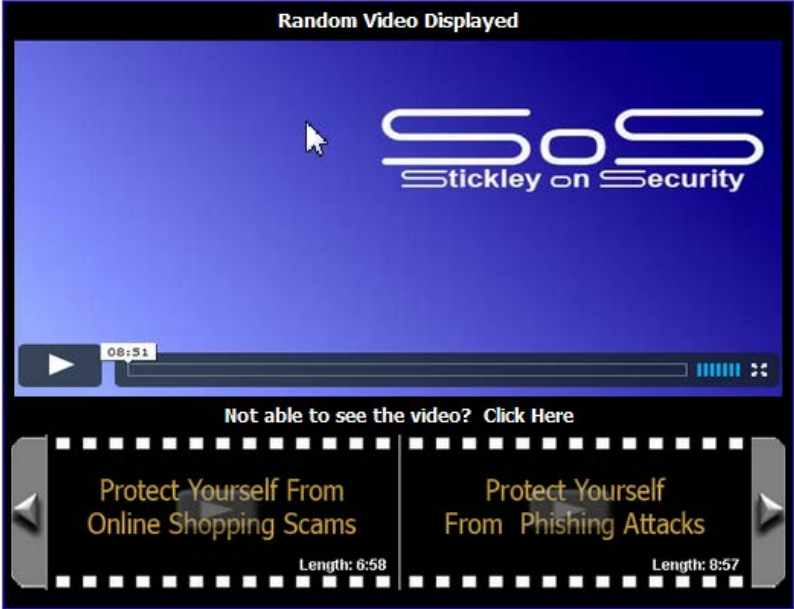 Random Video Displayed
SoS
Stickley on Security
08:51
Not able to see the video?  Click Here
Protect Yourself From
Online Shopping Scams
Length: 6:58
Protect Yourself
From  Phishing Attacks
Length: 8:57